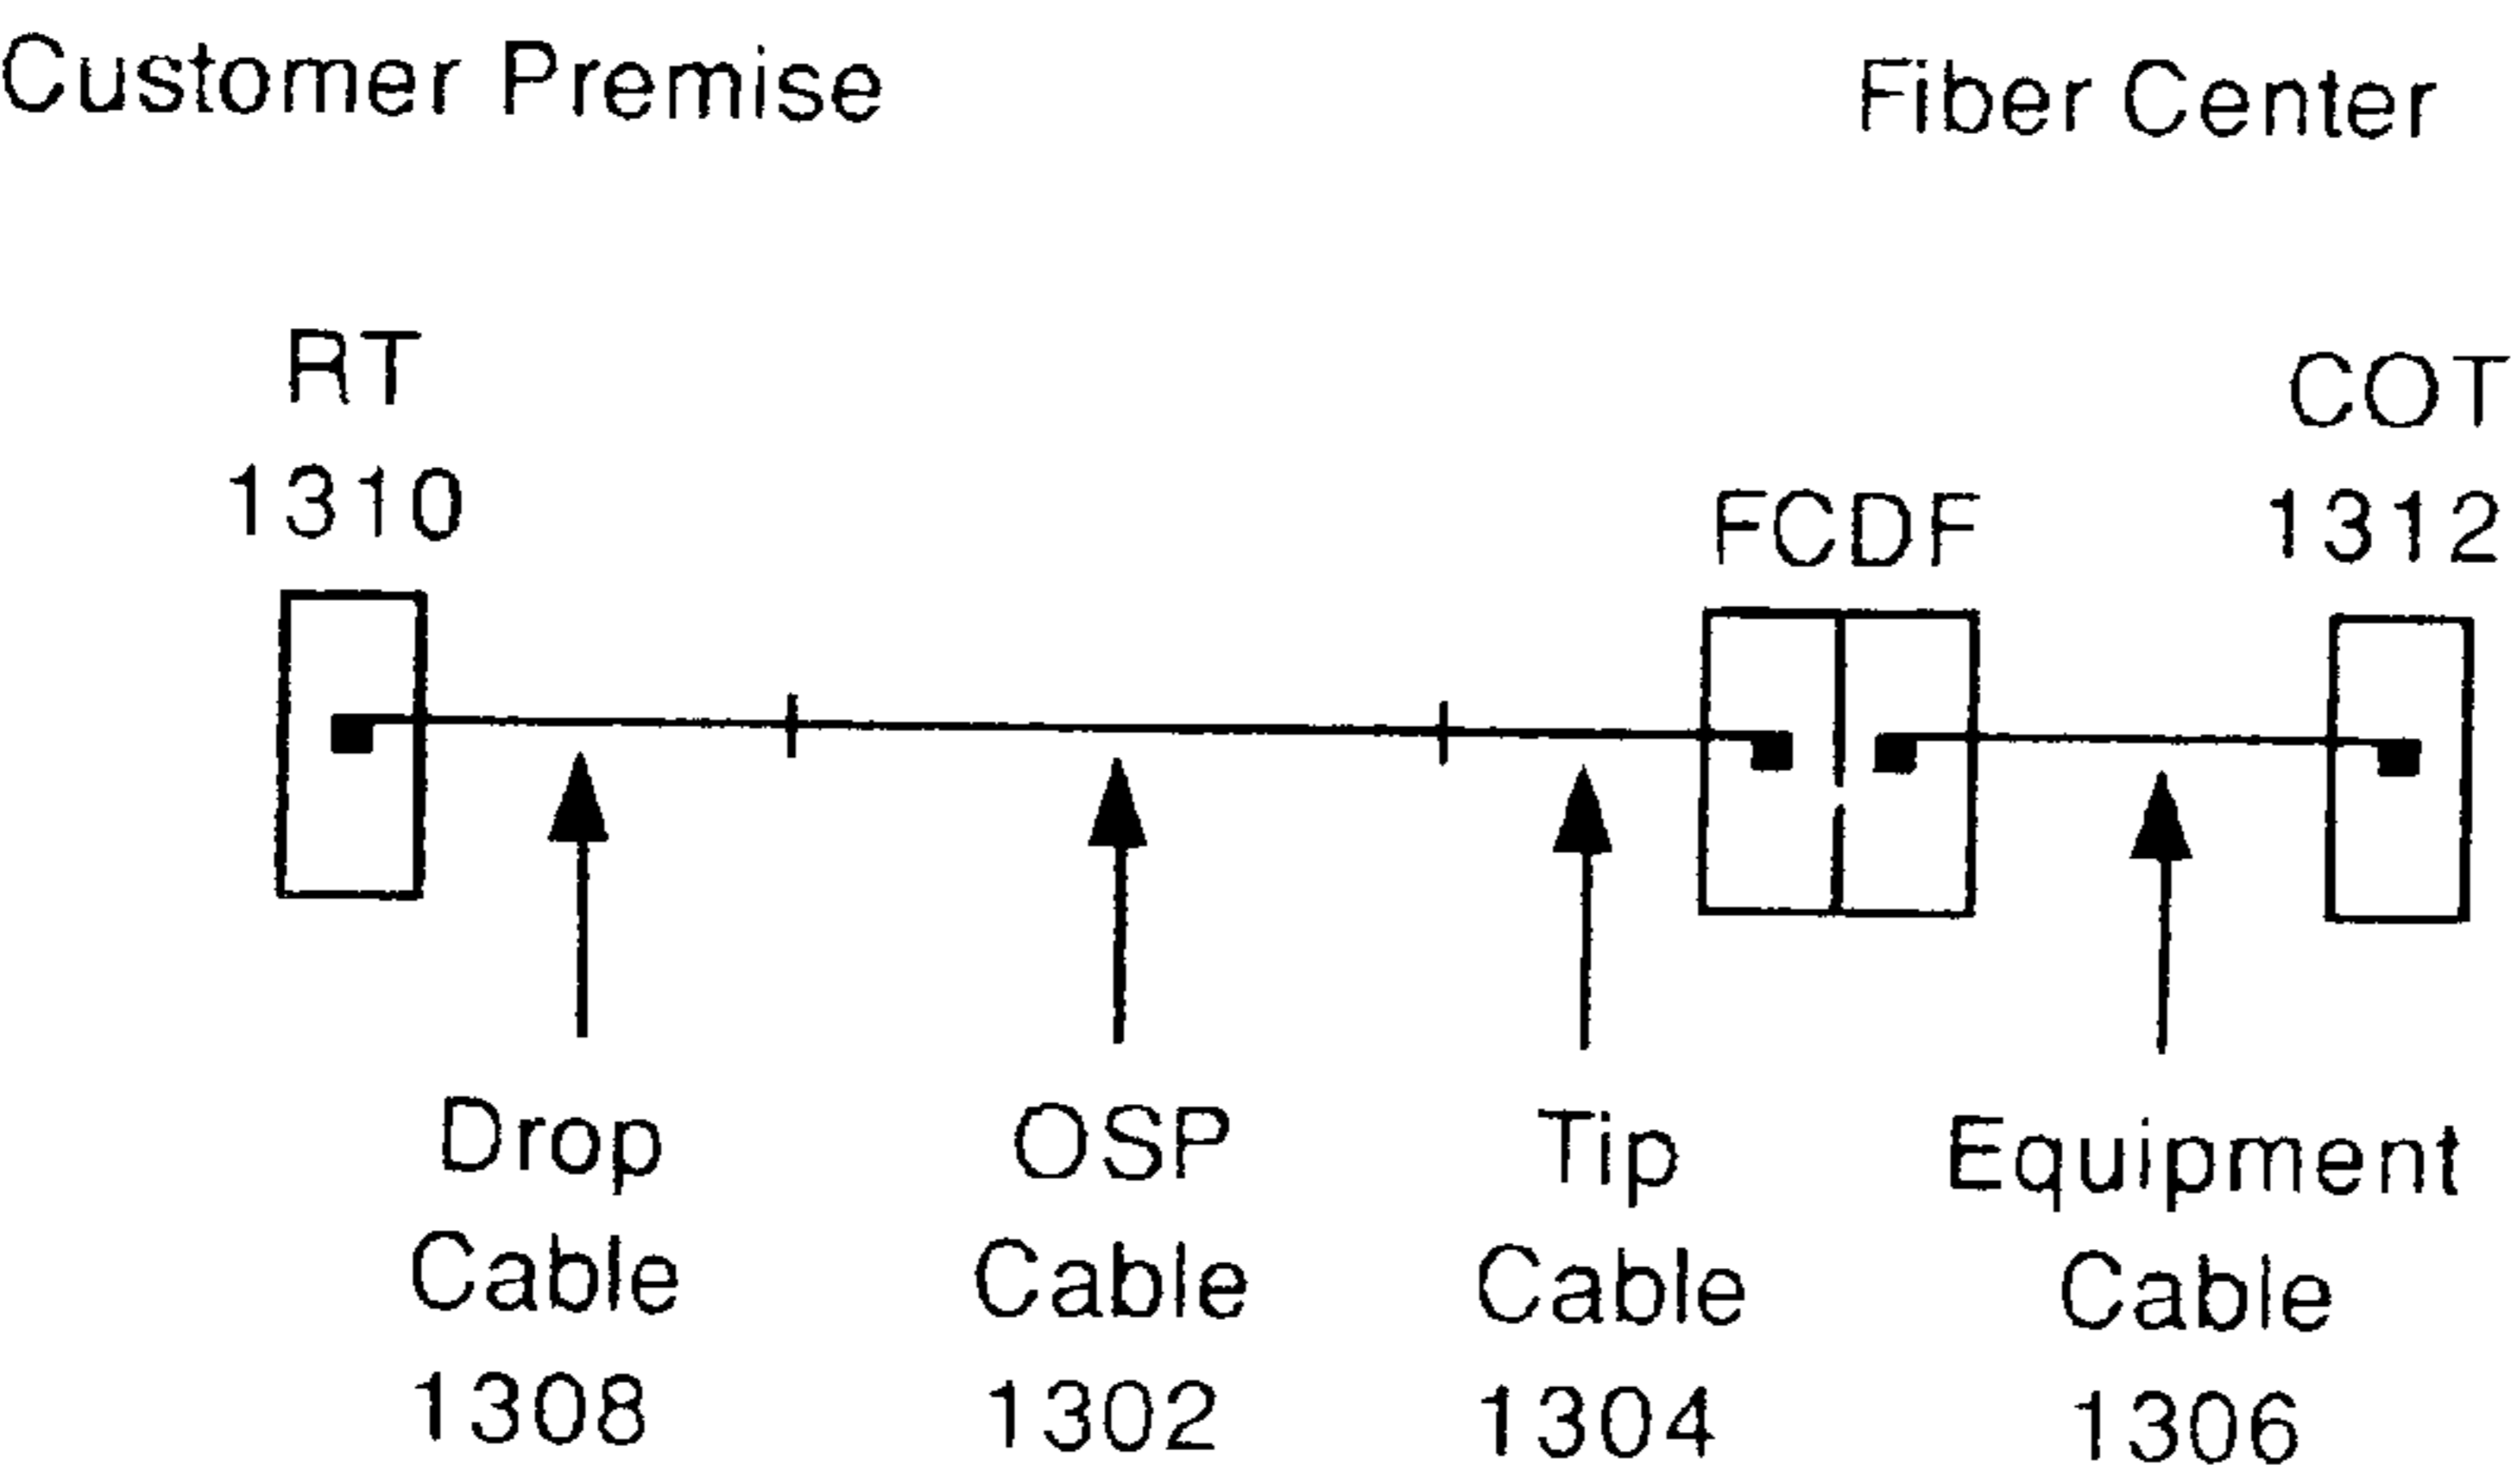 Customer Premise
Fiber Center
RT
1310
FCDF
COT
1312
Drop
Cable
1308
OSP
Cable
1302
Tip
Cable
1304
Equipment
Cable
1306